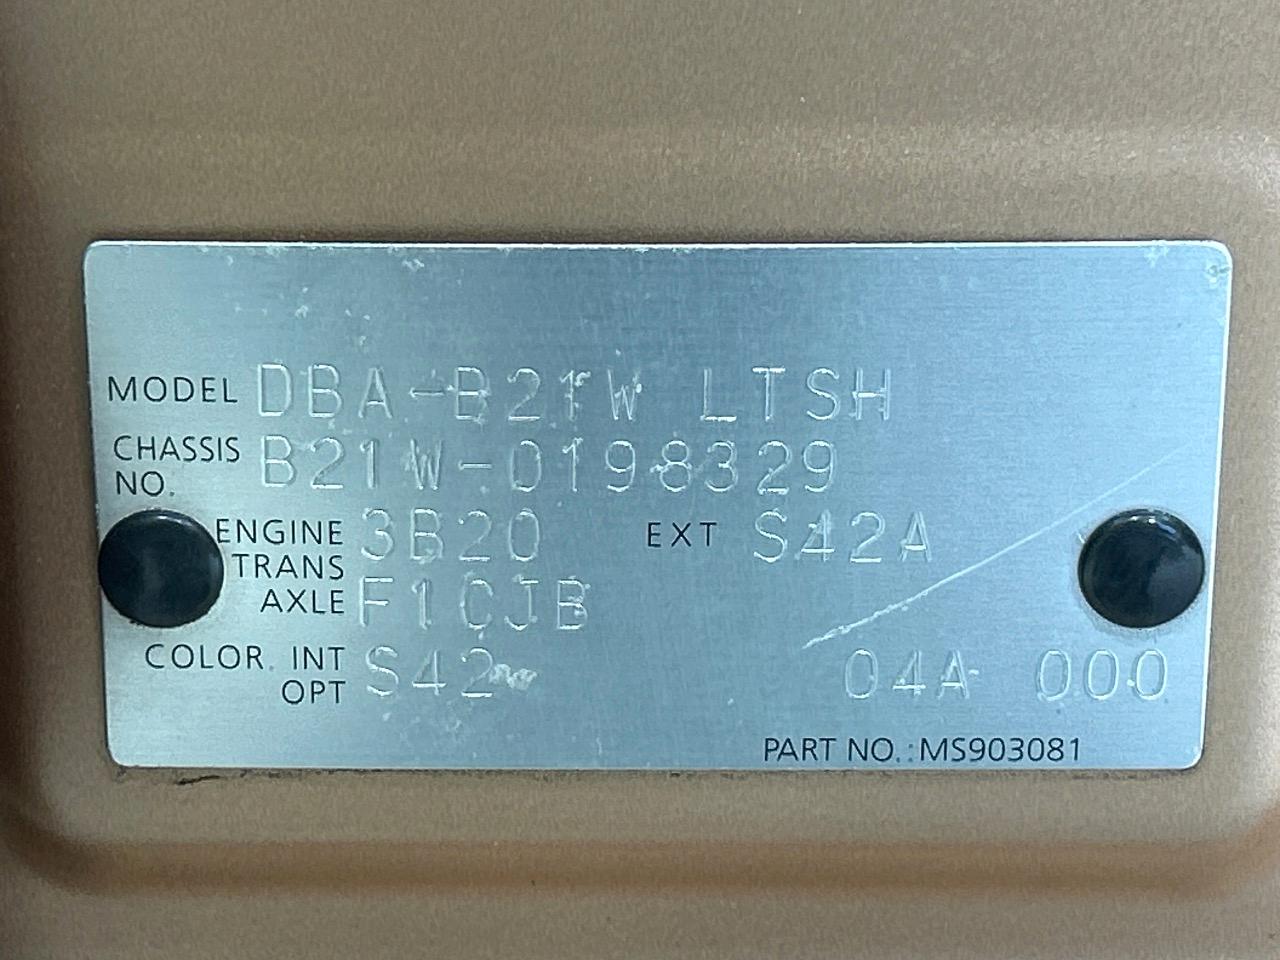 MODEL DBA-B21W LTSH
CHASSIS NO. B21W-0198329
ENGINE 3B20 EXT S42A
TRANS AXLE F1CJB
COLOR. INT S42 04A 000
OPT
PART NO.:MS903081